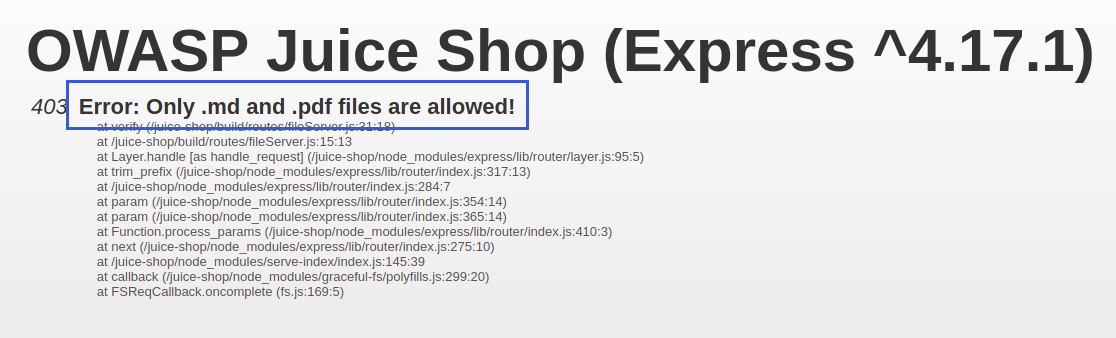 OWASP Juice Shop (Express ^4.17.1)
403 Error: Only .md and .pdf files are allowed!
at verify (/juice-shop/build/routes/fileServer.js:31:18)
at /juice-shop/build/routes/fileServer.js:15:13
at Layer.handle [as handle_request] (/juice-shop/node_modules/express/lib/router/layer.js:95:5)
at trim_prefix (/juice-shop/node_modules/express/lib/router/index.js:317:13)
at /juice-shop/node_modules/express/lib/router/index.js:284:7
at param (/juice-shop/node_modules/express/lib/router/index.js:354:14)
at param (/juice-shop/node_modules/express/lib/router/index.js:365:14)
at Function.process_params (/juice-shop/node_modules/express/lib/router/index.js:410:3)
at next (/juice-shop/node_modules/express/lib/router/index.js:275:10)
at /juice-shop/node_modules/serve-index/index.js:145:39
at callback (/juice-shop/node_modules/graceful-fs/polyfills.js:299:20)
at FSReqCallback.oncomplete (fs.js:169:5)